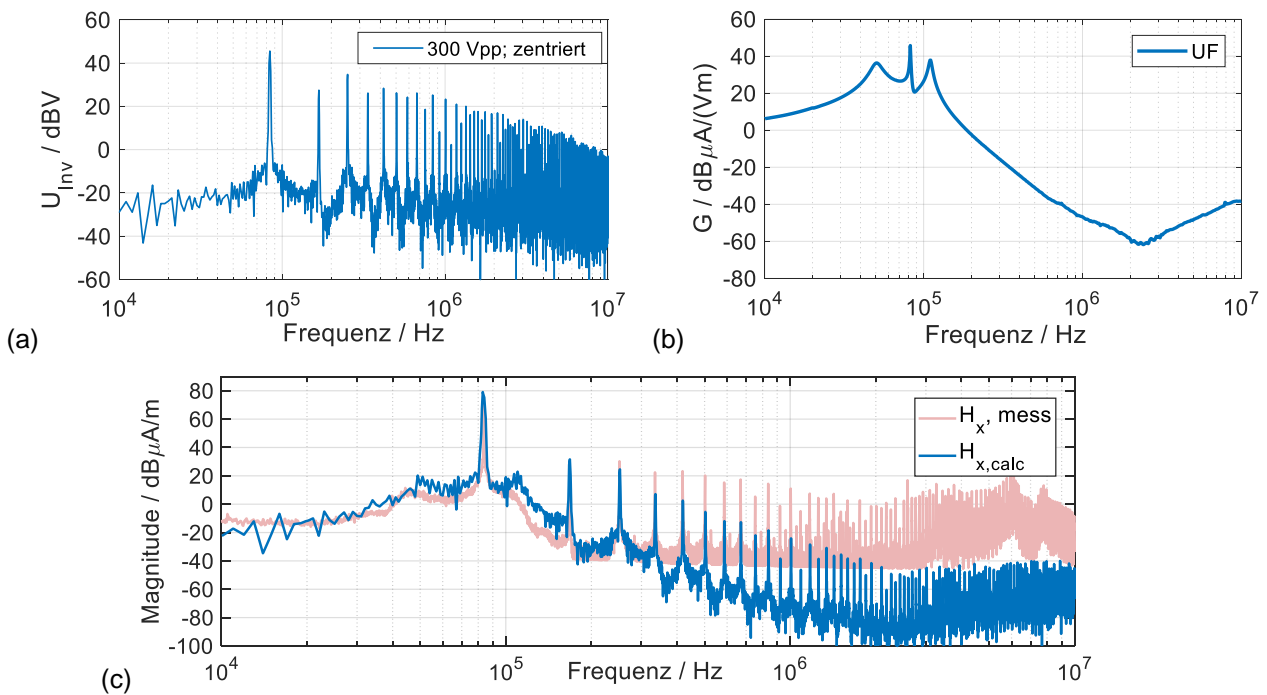 60
40
20
0
-20
-40
-60
U_Inv / dBV
300 Vpp; zentriert
10^4
10^5
10^6
10^7
Frequenz / Hz
(a)
60
40
20
0
-20
-40
-60
-80
G / dBµA/(Vm)
UF
10^4
10^5
10^6
10^7
Frequenz / Hz
(b)
80
60
40
20
0
-20
-40
-60
-80
-100
Magnitude / dBµA/m
H_x, mess
H_x,calc
10^4
10^5
10^6
10^7
Frequenz / Hz
(c)